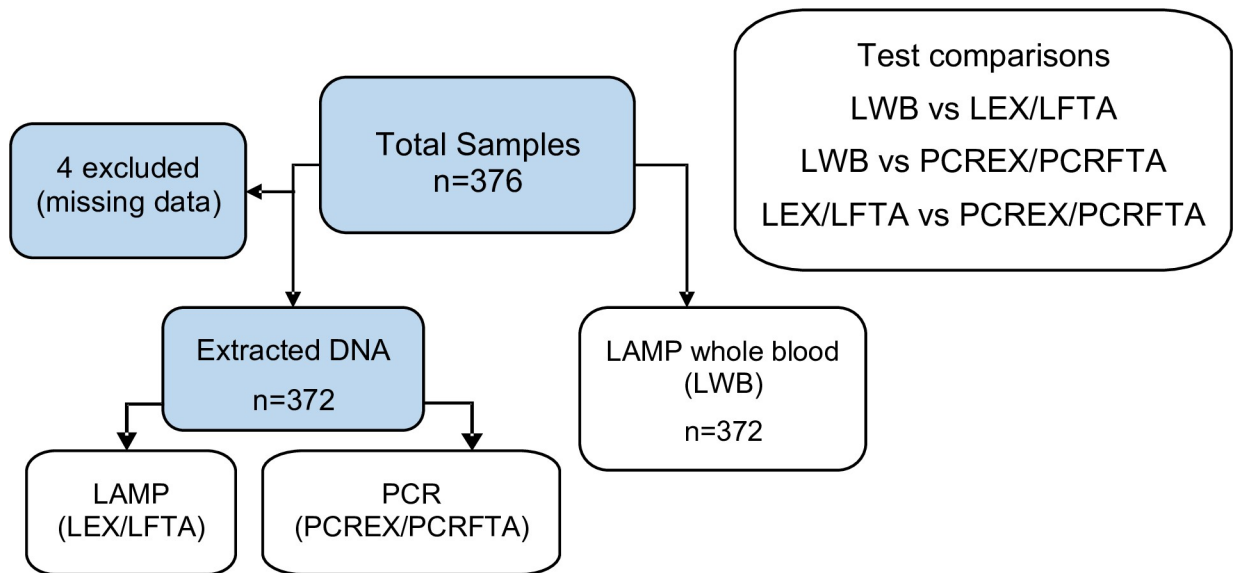 Total Samples
n=376
4 excluded
(missing data)
Extracted DNA
n=372
LAMP whole blood
(LWB)
n=372
LAMP
(LEX/LFTA)
PCR
(PCREX/PCRFTA)
Test comparisons
LWB vs LEX/LFTA
LWB vs PCREX/PCRFTA
LEX/LFTA vs PCREX/PCRFTA